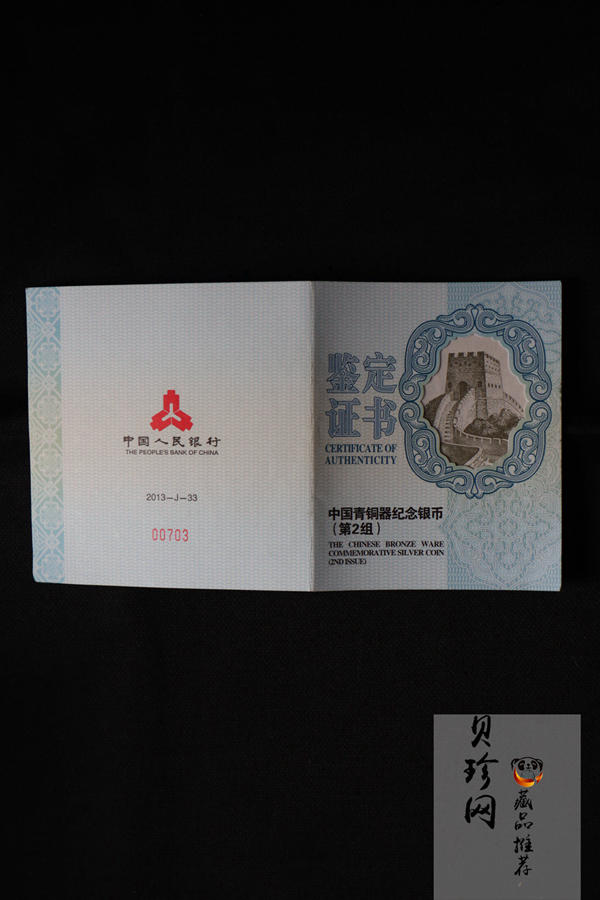 中国人民银行
THE PEOPLE'S BANK OF CHINA
2013-J-33
00703
鉴定
证书
CERTIFICATE OF
AUTHENTICITY
中国青铜器纪念银币
(第2组)
THE CHINESE BRONZE WARE
COMMEMORATIVE SILVER COIN
(2ND ISSUE)
贝珍网
藏品推荐